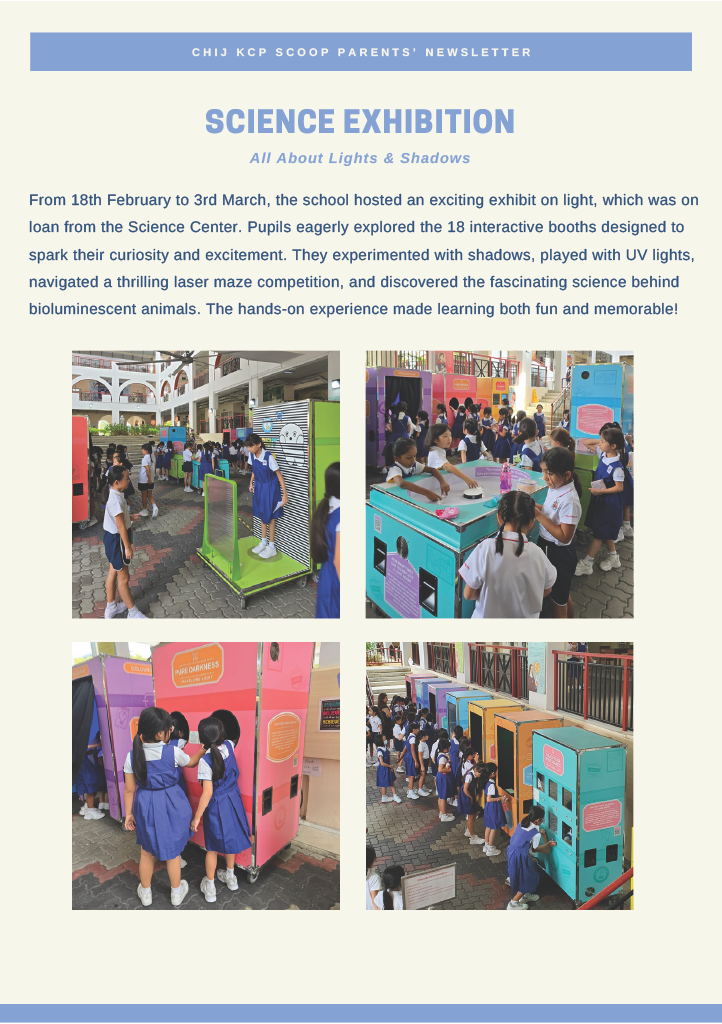 CHIJ KCP SCOOP PARENTS' NEWSLETTER
SCIENCE EXHIBITION
All About Lights & Shadows
From 18th February to 3rd March, the school hosted an exciting exhibit on light, which was on
loan from the Science Center. Pupils eagerly explored the 18 interactive booths designed to
spark their curiosity and excitement. They experimented with shadows, played with UV lights,
navigated a thrilling laser maze competition, and discovered the fascinating science behind
bioluminescent animals. The hands-on experience made learning both fun and memorable!
PURE DARKNESS